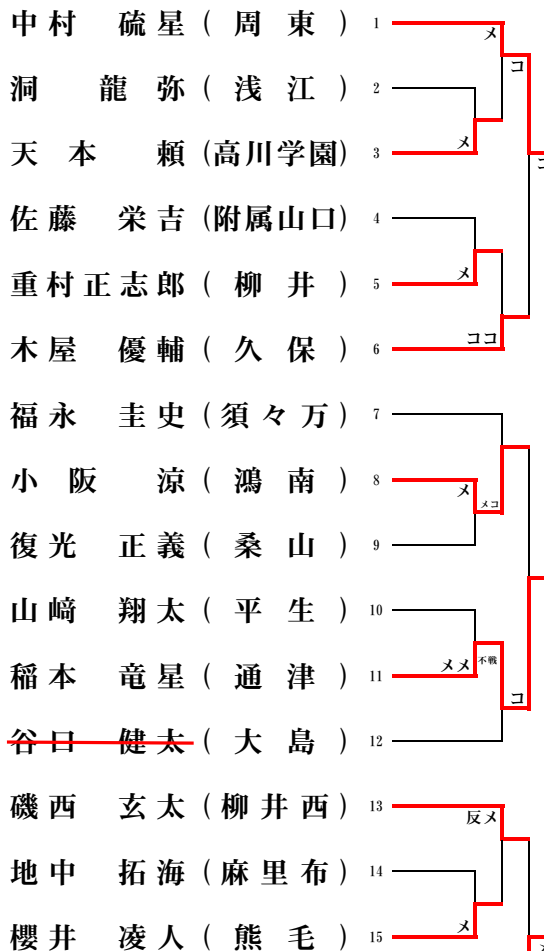 中村 硫星 ( 周東 ) 1
メ
コ
洞 龍弥 ( 浅江 ) 2
天本 頼 (高川学園) 3
メ
佐藤 栄吉 (附属山口) 4
重村正志郎 ( 柳井 ) 5
メ
木屋 優輔 ( 久保 ) 6
ココ
福永 圭史 (須々万) 7
小阪 涼 ( 鴻南 ) 8
メ
メコ
復光 正義 ( 桑山 ) 9
山﨑 翔太 ( 平生 ) 10
稲本 竜星 ( 通津 ) 11
メメ
不戦
コ
谷口 健太 ( 大島 ) 12
磯西 玄太 (柳井西) 13
反メ
地中 拓海 (麻里布) 14
櫻井 凌人 ( 熊毛 ) 15
メ